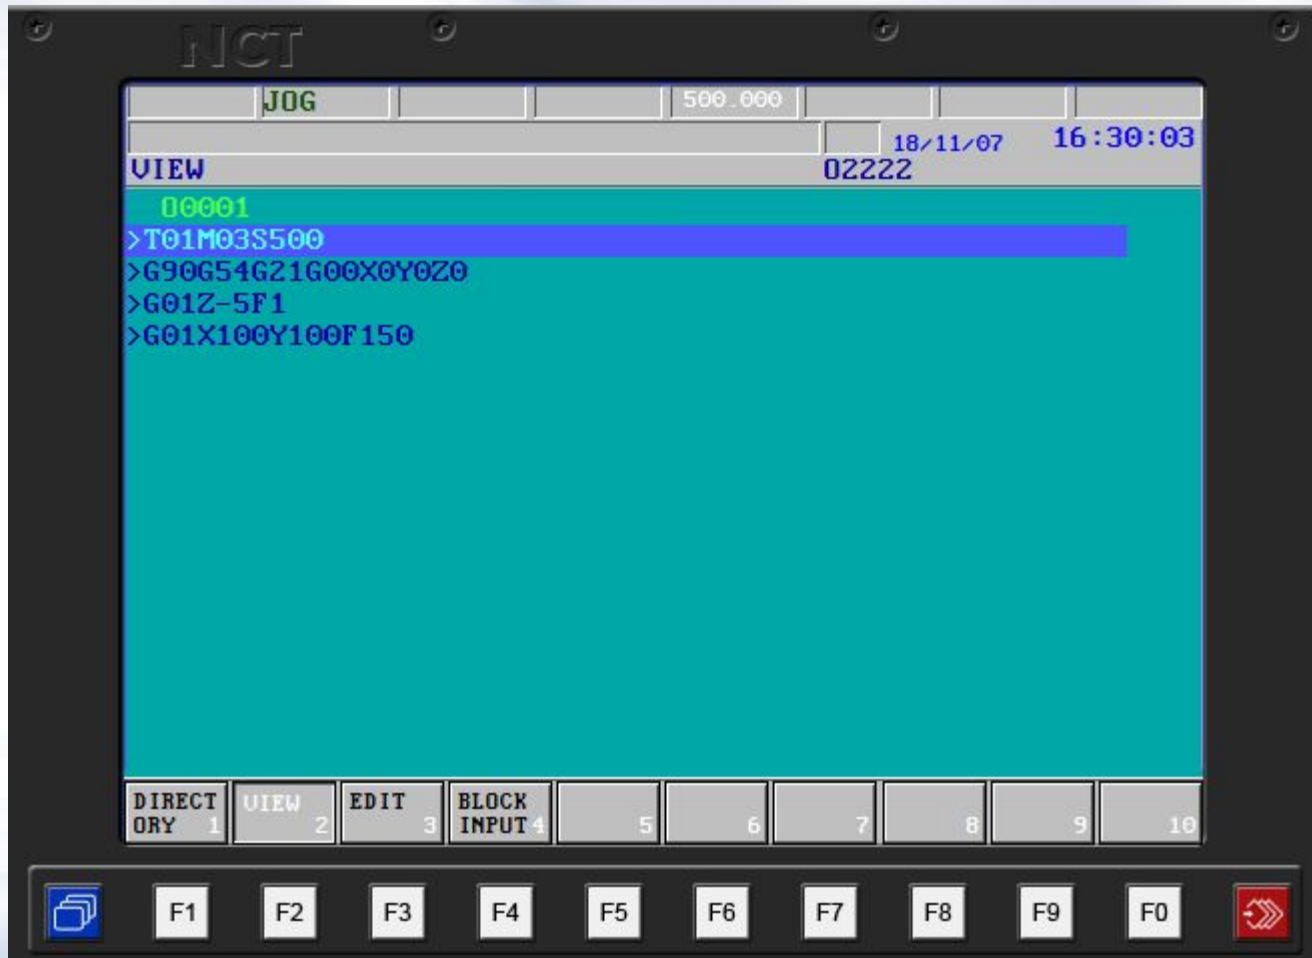 NCT
JOG 500.000
18/11/07 16:30:03
VIEW O2222
O0001
>T01M03S500
>G90G54G21G00X0Y0Z0
>G01Z-5F1
>G01X100Y100F150
DIRECT VIEW EDIT BLOCK
ORY 1 2 3 INPUT 4 5 6 7 8 9 10
F1 F2 F3 F4 F5 F6 F7 F8 F9 F0